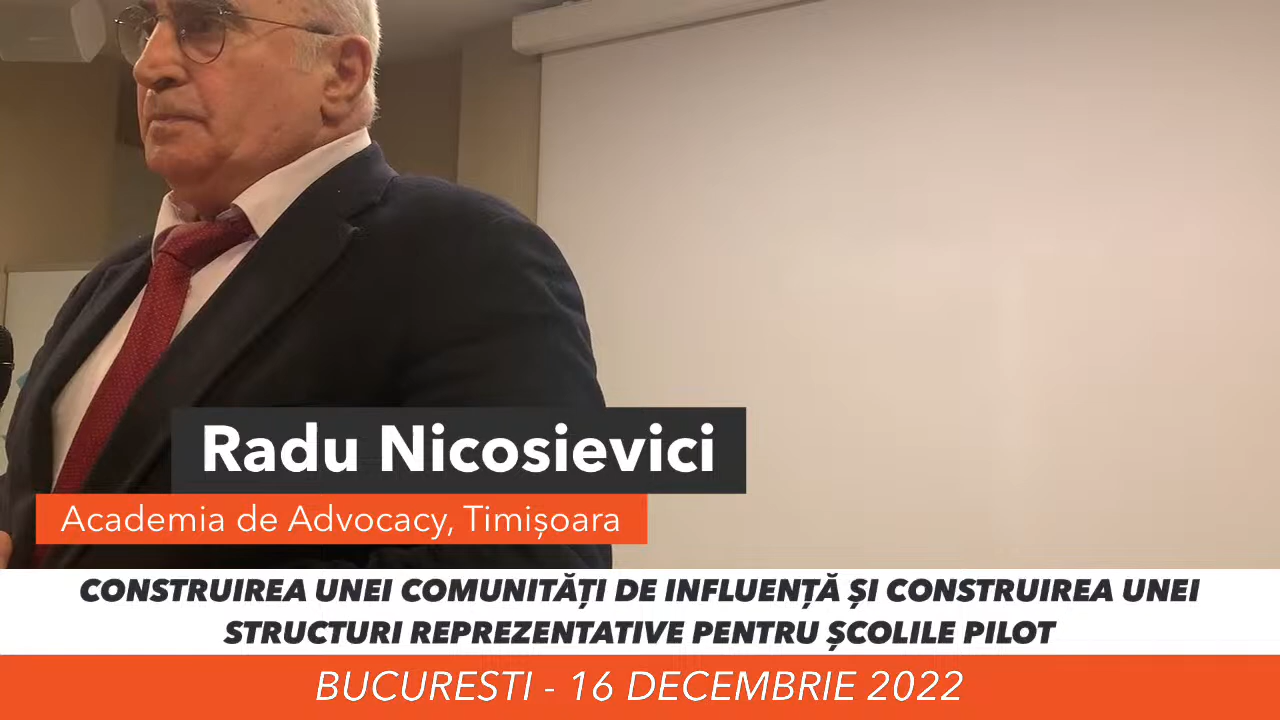 Radu Nicosievici
Academia de Advocacy, Timișoara
CONSTRUIREA UNEI COMUNITĂȚI DE INFLUENȚĂ ȘI CONSTRUIREA UNEI
STRUCTURI REPREZENTATIVE PENTRU ȘCOLILE PILOT
BUCURESTI - 16 DECEMBRIE 2022